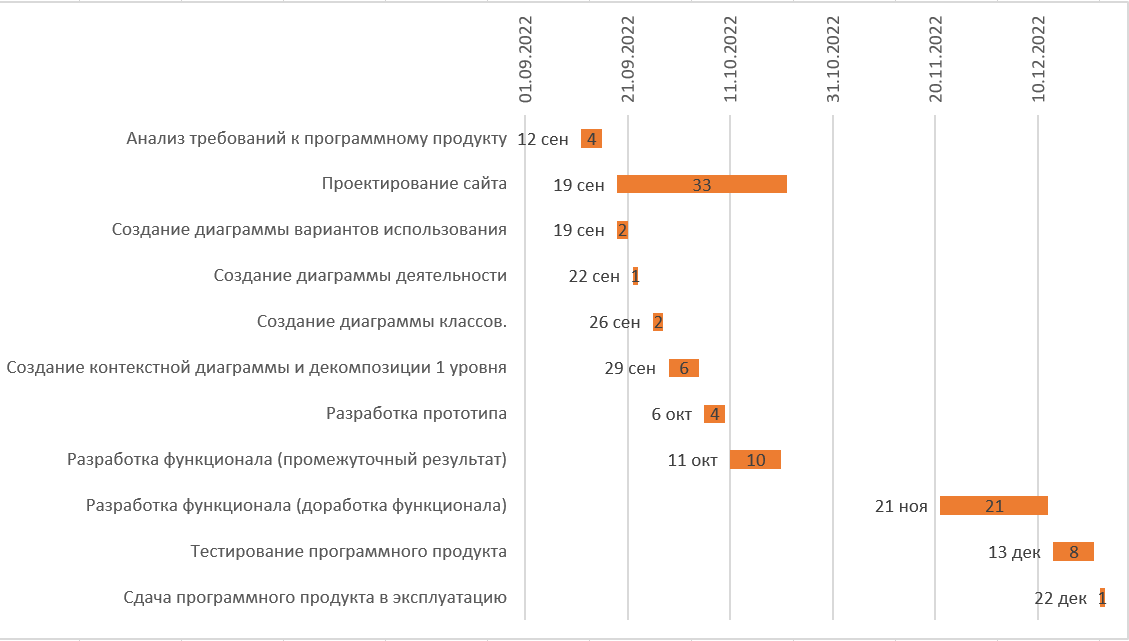 01.09.2022 21.09.2022 11.10.2022 31.10.2022 20.11.2022 10.12.2022
Анализ требований к программному продукту 12 сен 4
Проектирование сайта 19 сен 33
Создание диаграммы вариантов использования 19 сен 2
Создание диаграммы деятельности 22 сен 1
Создание диаграммы классов. 26 сен 2
Создание контекстной диаграммы и декомпозиции 1 уровня 29 сен 6
Разработка прототипа 6 окт 4
Разработка функционала (промежуточный результат) 11 окт 10
Разработка функционала (доработка функционала) 21 ноя 21
Тестирование программного продукта 13 дек 8
Сдача программного продукта в эксплуатацию 22 дек 1